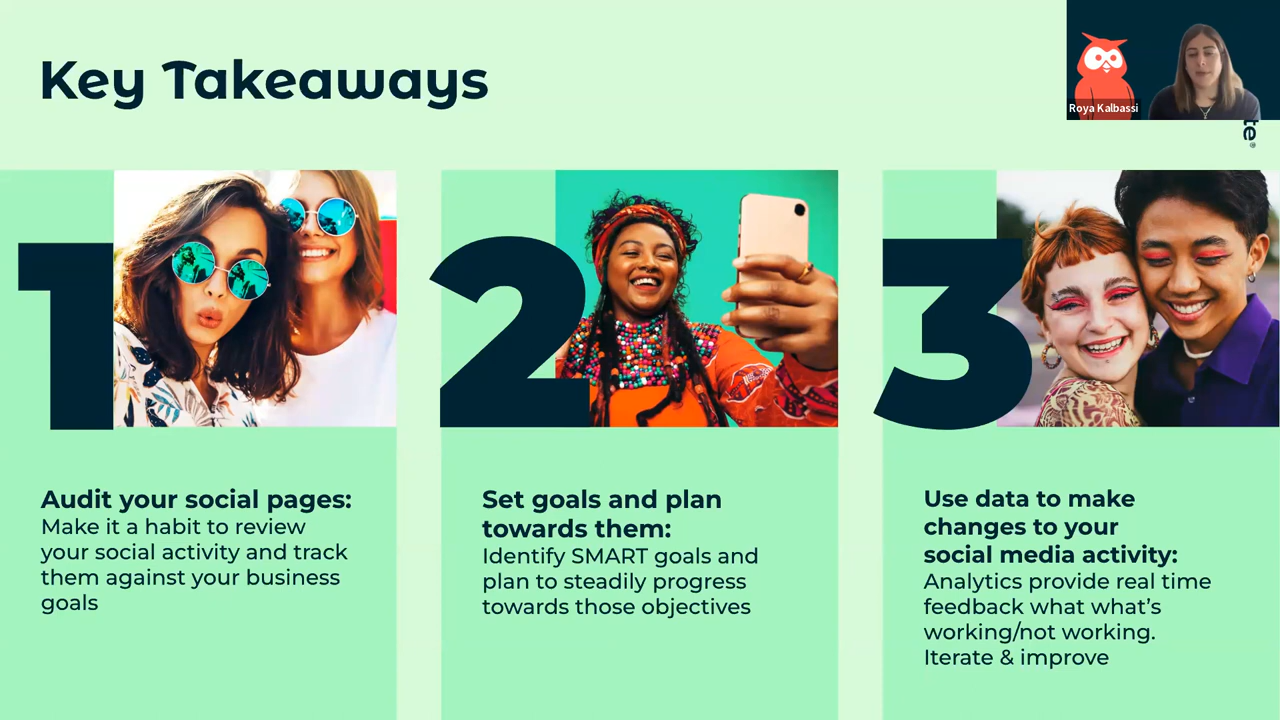 Key Takeaways
Roya Kalbassi
te®
1
2
3
Audit your social pages:
Make it a habit to review
your social activity and track
them against your business
goals
Set goals and plan
towards them:
Identify SMART goals and
plan to steadily progress
towards those objectives
Use data to make
changes to your
social media activity:
Analytics provide real time
feedback what what's
working/not working.
Iterate & improve